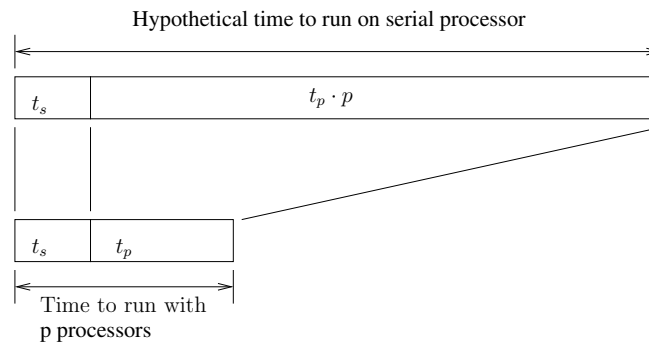 Hypothetical time to run on serial processor
t_s t_p · p
t_s t_p
Time to run with
p processors